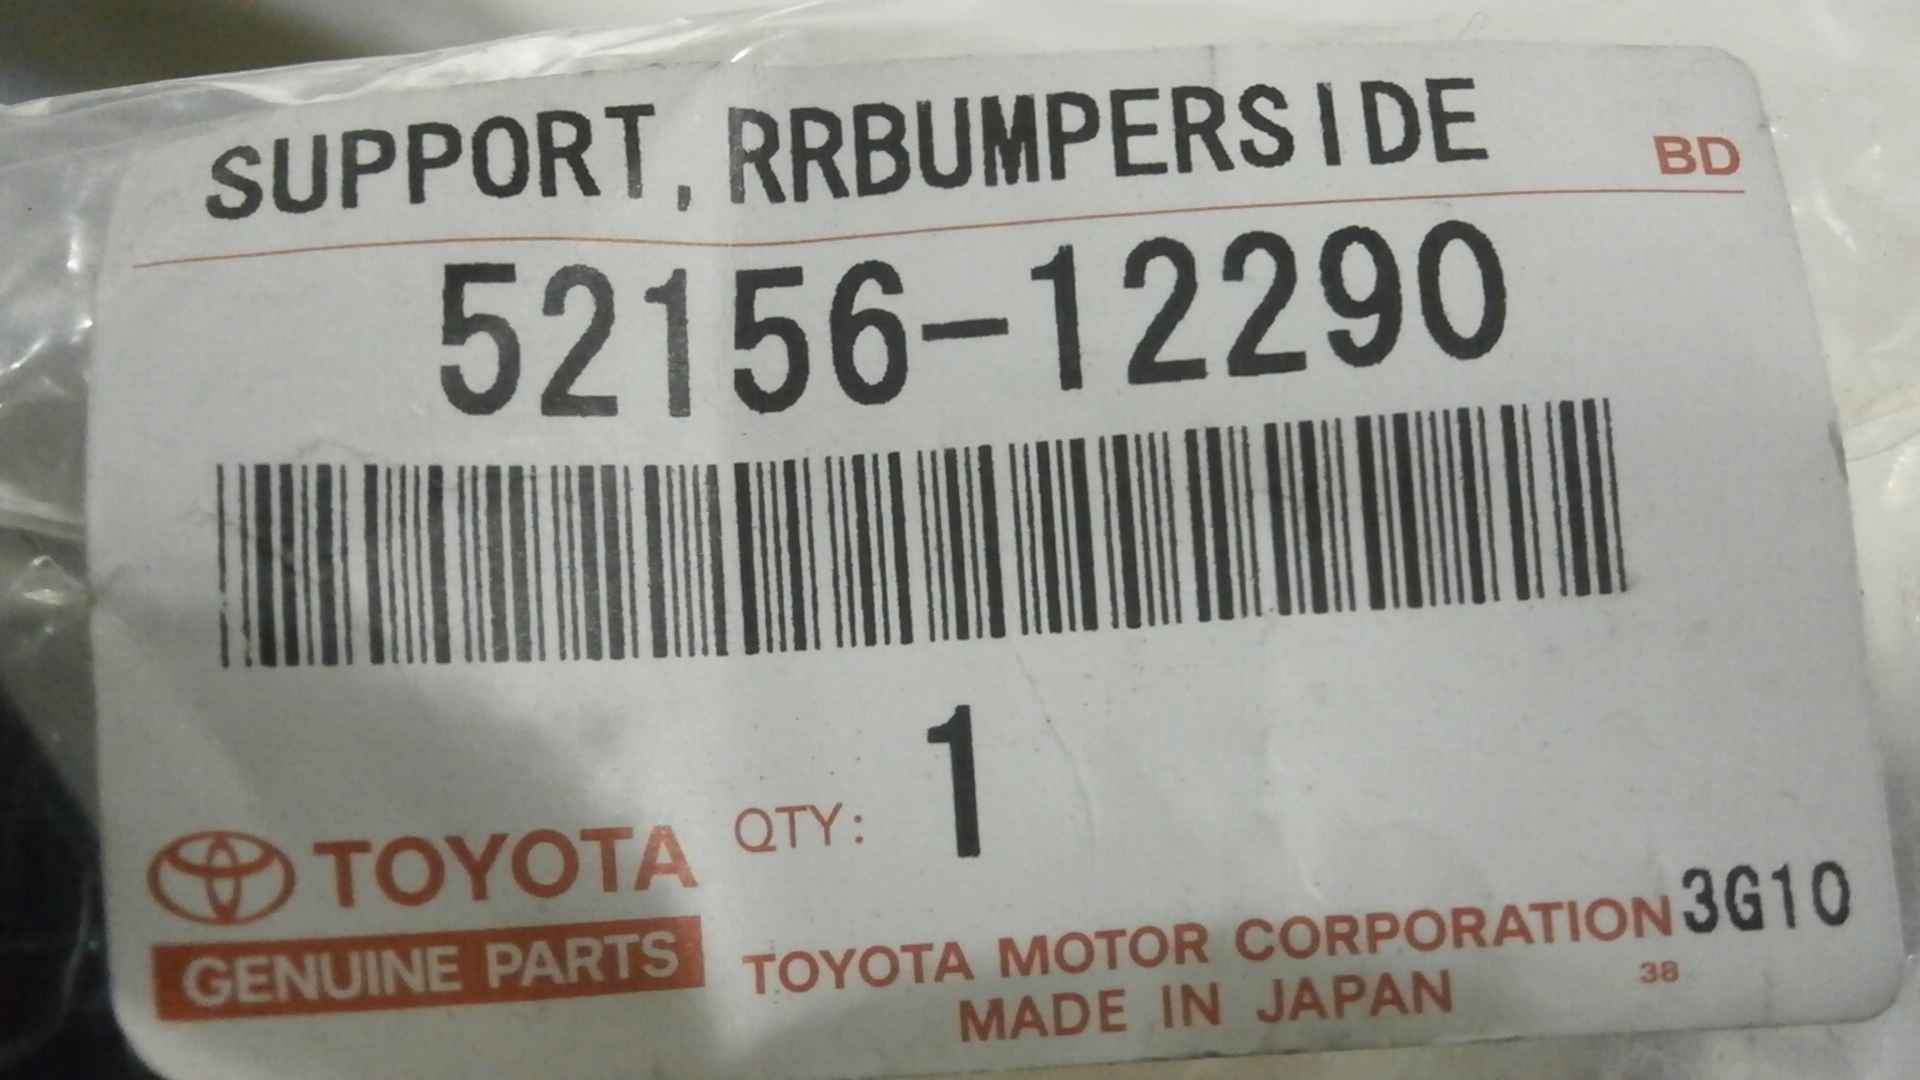 SUPPORT, RRBUMPERSIDE BD
52156-12290
QTY: 1
TOYOTA
GENUINE PARTS
TOYOTA MOTOR CORPORATION 3G10
MADE IN JAPAN 38